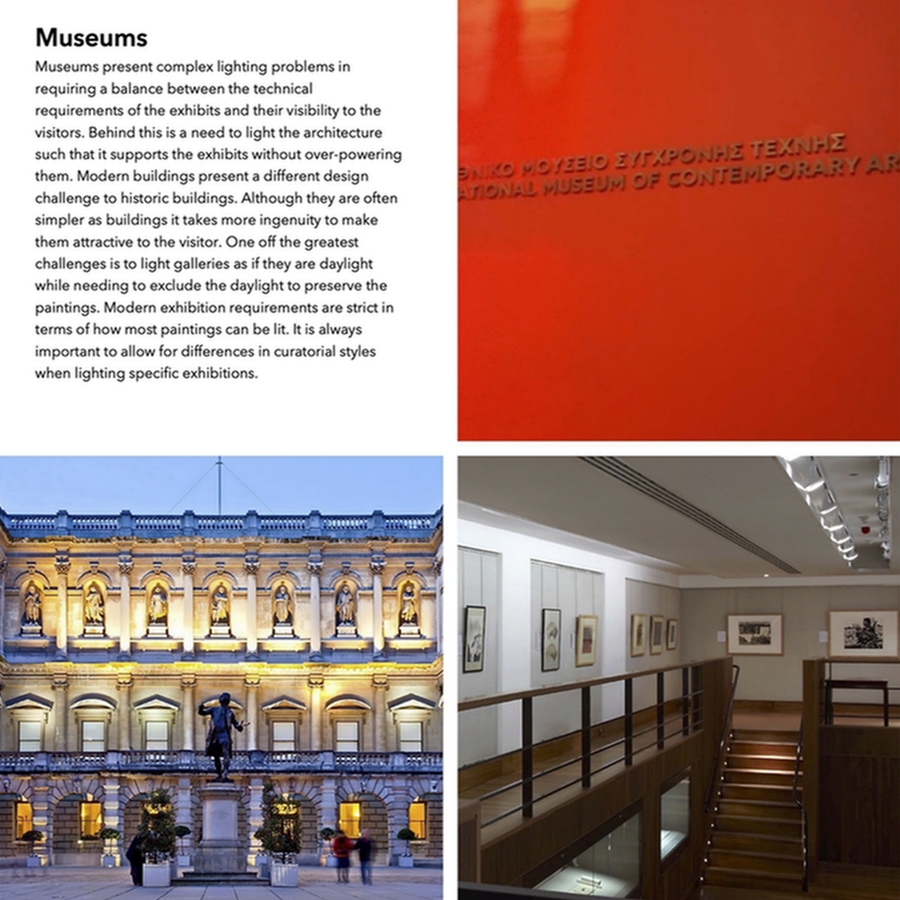 Museums
Museums present complex lighting problems in
requiring a balance between the technical
requirements of the exhibits and their visibility to the
visitors. Behind this is a need to light the architecture
such that it supports the exhibits without over-powering
them. Modern buildings present a different design
challenge to historic buildings. Although they are often
simpler as buildings it takes more ingenuity to make
them attractive to the visitor. One off the greatest
challenges is to light galleries as if they are daylight
while needing to exclude the daylight to preserve the
paintings. Modern exhibition requirements are strict in
terms of how most paintings can be lit. It is always
important to allow for differences in curatorial styles
when lighting specific exhibitions.
ΘΝΙΚΟ ΜΟΥΣΕΙΟ ΣΥΓΧΡΟΝΗΣ ΤΕΧΝΗΣ
ATIONAL MUSEUM OF CONTEMPORARY AR